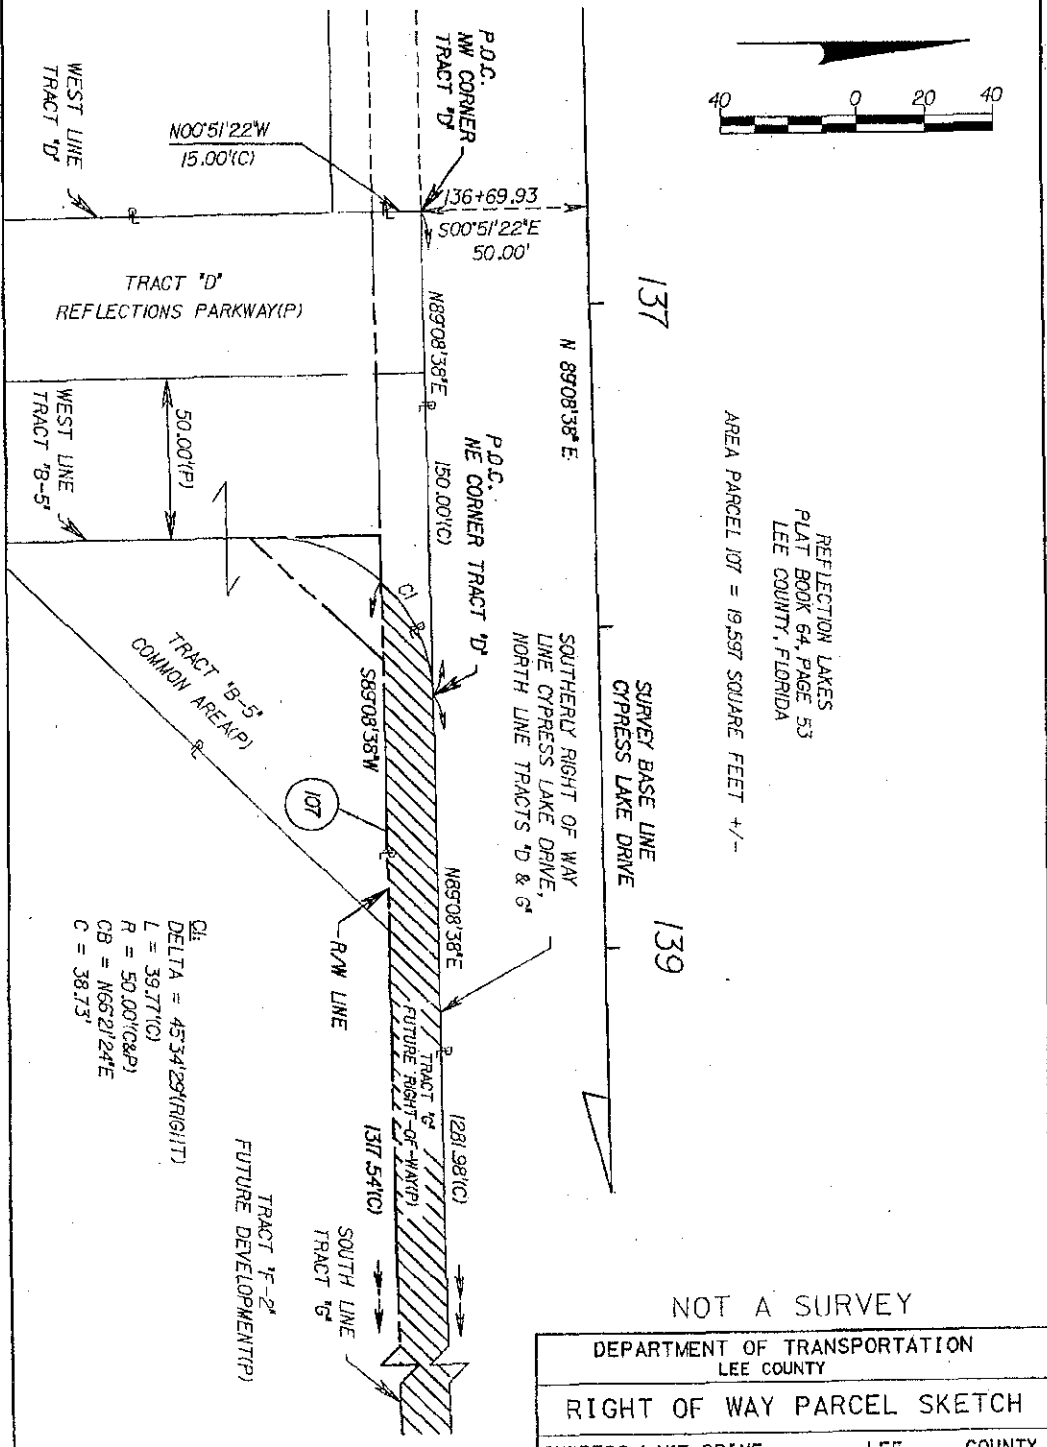 40 0 20 40
P.O.C.
NW CORNER
TRACT "D"
N00°51'22"W
15.00'(C)
WEST LINE
TRACT "D"
136+69.93
S00°51'22"E
50.00'
TRACT "D"
REFLECTIONS PARKWAY(P)
137
N 89°08'38" E
N89°08'38"E
150.00'(C)
WEST LINE
TRACT "B-5"
50.00'(P)
P.O.C.
NE CORNER TRACT "D"
REFLECTION LAKES
PLAT BOOK 64, PAGE 53
LEE COUNTY, FLORIDA
AREA PARCEL 107 = 19,597 SQUARE FEET +/-
C1
TRACT "B-5"
COMMON AREA(P)
S89°08'38"W
SOUTHERLY RIGHT OF WAY
LINE CYPRESS LAKE DRIVE,
NORTH LINE TRACTS "D & G"
SURVEY BASE LINE
CYPRESS LAKE DRIVE
139
107
N89°08'38"E
R/W LINE
C1:
DELTA = 45°34'29"(RIGHT)
L = 39.77'(C)
R = 50.00'(C&P)
CB = N66°21'24"E
C = 38.73'
TRACT "G"
FUTURE RIGHT-OF-WAY(P)
1281.98'(C)
1317.54'(C)
SOUTH LINE
TRACT "G"
TRACT "F-2"
FUTURE DEVELOPMENT(P)
NOT A SURVEY
DEPARTMENT OF TRANSPORTATION
LEE COUNTY
RIGHT OF WAY PARCEL SKETCH
LEE COUNTY